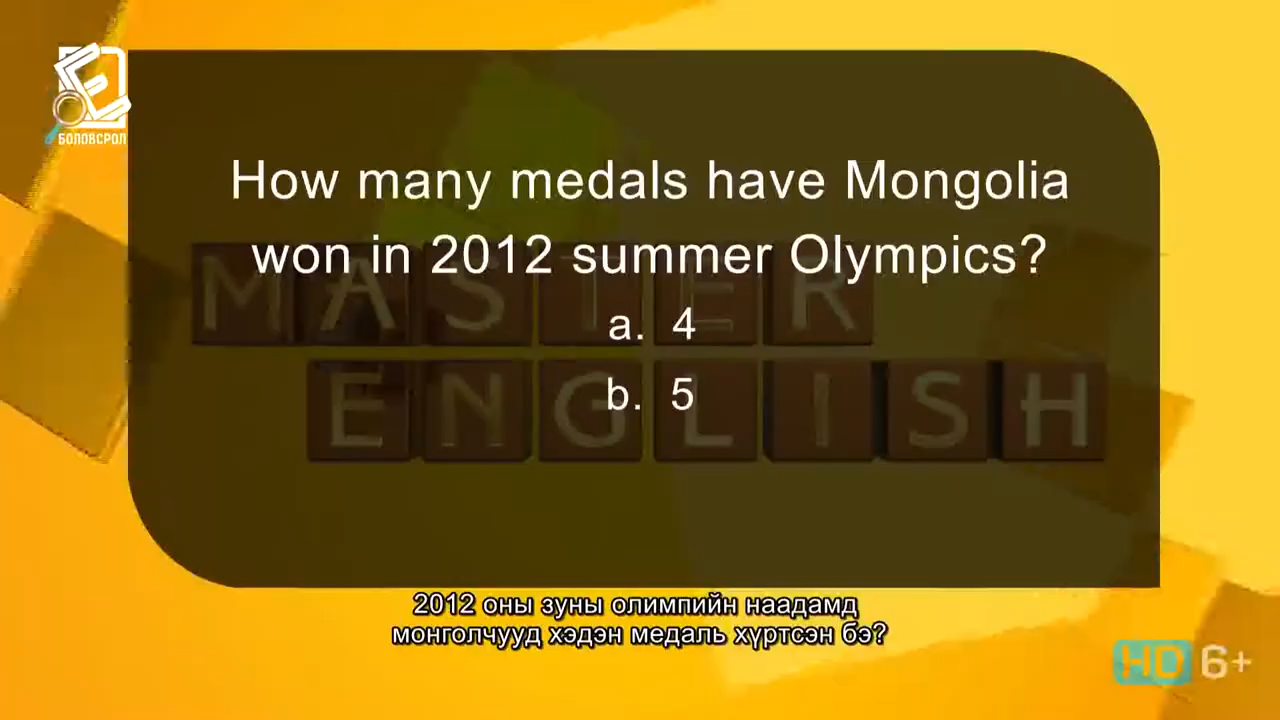 БОЛОВСРОЛ
How many medals have Mongolia
won in 2012 summer Olympics?
a. 4
b. 5
MASTER
ENGLISH
2012 оны зуны олимпийн наадамд
монголчууд хэдэн медаль хүртсэн бэ?
HD 6+